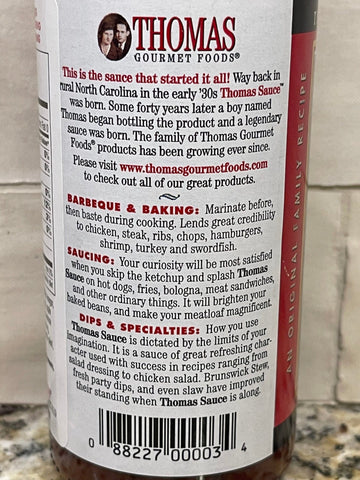 THOMAS
GOURMET FOODS®
This is the sauce that started it all! Way back in
rural North Carolina in the early '30s Thomas Sauce™
was born. Some forty years later a boy named
Thomas began bottling the product and a legendary
sauce was born. The family of Thomas Gourmet
Foods® products has been growing ever since.
Please visit www.thomasgourmetfoods.com
to check out all of our great products.
BARBEQUE & BAKING: Marinate before,
then baste during cooking. Lends great credibility
to chicken, steak, ribs, chops, hamburgers,
shrimp, turkey and swordfish.
SAUCING: Your curiosity will be most satisfied
when you skip the ketchup and splash Thomas
Sauce on hot dogs, fries, bologna, meat sandwiches,
and other ordinary things. It will brighten your
baked beans, and make your meatloaf magnificent.
DIPS & SPECIALTIES: How you use
Thomas Sauce is dictated by the limits of your
imagination. It is a sauce of great refreshing char-
acter used with success in recipes ranging from
salad dressing to chicken salad. Brunswick Stew,
fresh party dips, and even slaw have improved
their standing when Thomas Sauce is along.
0 88227 00003 4
AN ORIGINAL FAMILY RECIPE